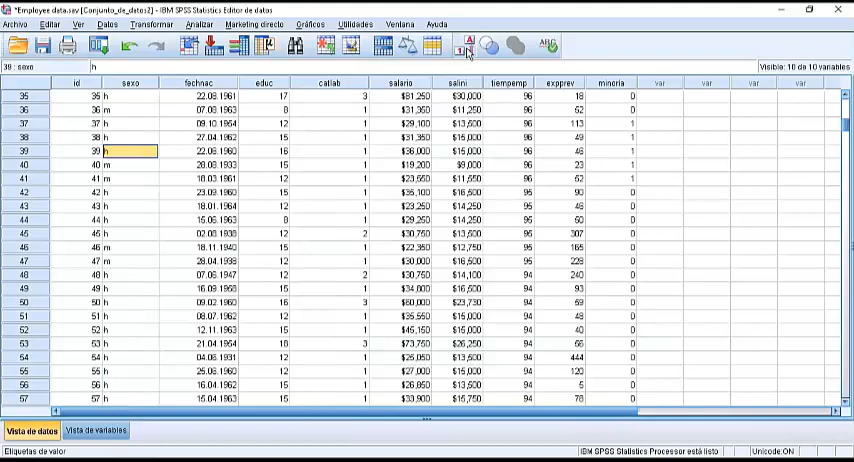 *Employee data.sav [Conjunto_de_datos2] - IBM SPSS Statistics Editor de datos
Archivo Editar Ver Datos Transformar Analizar Marketing directo Gráficos Utilidades Ventana Ayuda
39 : sexo h Visible: 10 de 10 variables
id sexo fechnac educ catlab salario salini tiempemp expprev minoría var var var var
35 35 h 22.08.1961 17 3 $81,250 $30,000 96 18 0
36 36 m 07.08.1963 8 1 $31,350 $11,250 96 52 0
37 37 h 09.10.1954 12 1 $29,100 $13,500 96 113 1
38 38 h 27.04.1962 15 1 $31,350 $15,000 96 49 1
39 39 h 22.06.1960 16 1 $36,000 $15,000 96 46 1
40 40 m 28.08.1933 15 1 $19,200 $9,000 96 23 1
41 41 m 18.03.1961 12 1 $23,550 $11,550 96 52 1
42 42 h 23.09.1960 15 1 $35,100 $16,500 95 90 0
43 43 h 18.01.1964 12 1 $23,250 $14,250 95 46 0
44 44 h 15.06.1963 8 1 $29,250 $14,250 95 50 0
45 45 h 02.08.1938 12 2 $30,750 $13,500 95 307 0
46 46 m 18.11.1940 15 1 $22,350 $12,750 95 165 0
47 47 m 28.04.1938 12 1 $30,000 $16,500 95 228 0
48 48 h 07.06.1947 12 2 $30,750 $14,100 94 240 0
49 49 h 16.09.1968 15 1 $34,800 $16,500 94 93 0
50 50 h 09.02.1960 16 3 $60,000 $23,730 94 59 0
51 51 h 08.07.1962 12 1 $35,550 $15,000 94 48 0
52 52 h 12.11.1963 15 1 $45,150 $15,000 94 40 0
53 53 h 21.04.1954 18 3 $73,750 $26,250 94 56 0
54 54 h 04.06.1931 12 1 $25,050 $13,500 94 444 0
55 55 h 25.06.1960 12 1 $27,000 $15,000 94 120 0
56 56 h 16.04.1962 15 1 $26,850 $13,500 94 5 0
57 57 h 15.04.1963 15 1 $33,900 $15,750 94 78 0
Vista de datos Vista de variables
Etiquetas de valor IBM SPSS Statistics Processor está listo Unicode:ON